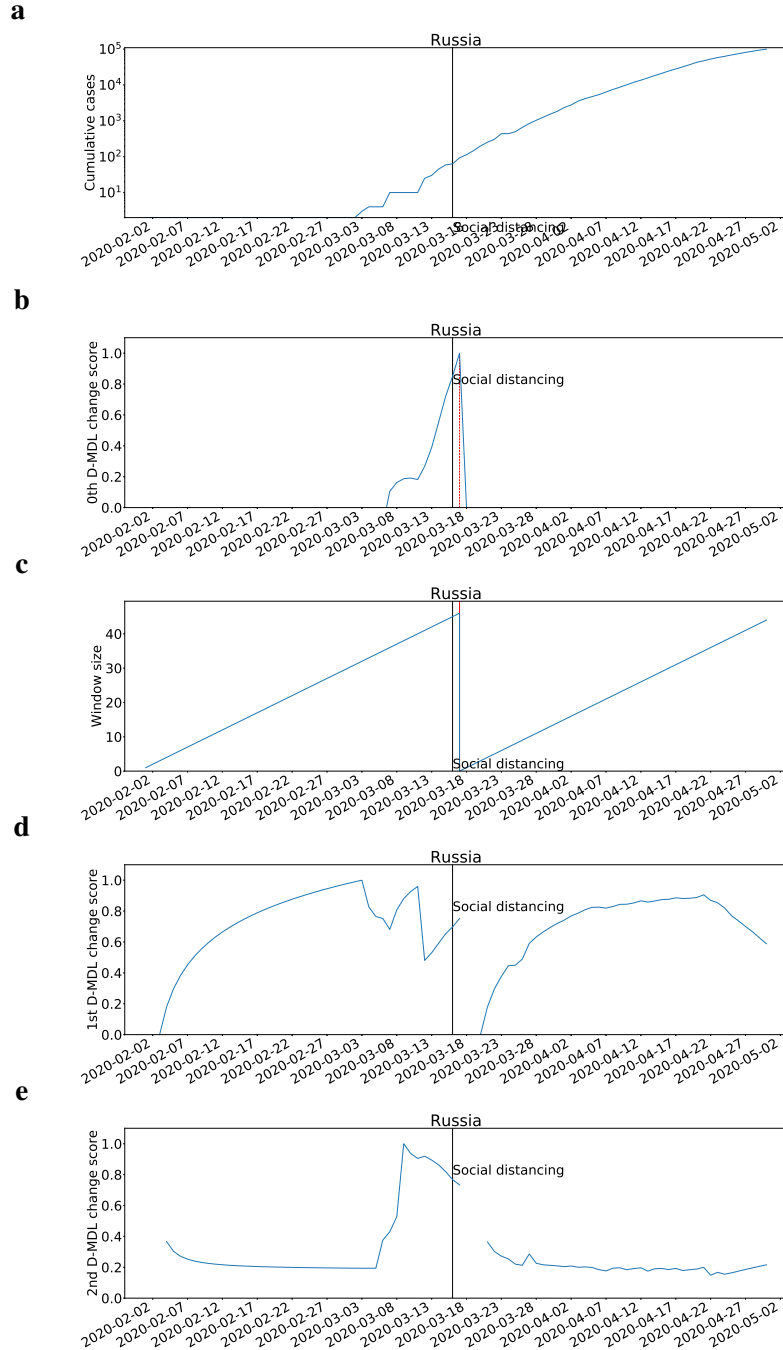 a
Russia
Cumulative cases
10^5
10^4
10^3
10^2
10^1
Social distancing
2020-02-02 2020-02-07 2020-02-12 2020-02-17 2020-02-22 2020-02-27 2020-03-03 2020-03-08 2020-03-13 2020-03-18 2020-03-23 2020-03-28 2020-04-02 2020-04-07 2020-04-12 2020-04-17 2020-04-22 2020-04-27 2020-05-02
b
Russia
0th D-MDL change score
1.0
0.8
Social distancing
0.6
0.4
0.2
0.0
2020-02-02 2020-02-07 2020-02-12 2020-02-17 2020-02-22 2020-02-27 2020-03-03 2020-03-08 2020-03-13 2020-03-18 2020-03-23 2020-03-28 2020-04-02 2020-04-07 2020-04-12 2020-04-17 2020-04-22 2020-04-27 2020-05-02
c
Russia
Window size
40
30
20
10
Social distancing
0
2020-02-02 2020-02-07 2020-02-12 2020-02-17 2020-02-22 2020-02-27 2020-03-03 2020-03-08 2020-03-13 2020-03-18 2020-03-23 2020-03-28 2020-04-02 2020-04-07 2020-04-12 2020-04-17 2020-04-22 2020-04-27 2020-05-02
d
Russia
1st D-MDL change score
1.0
Social distancing
0.8
0.6
0.4
0.2
0.0
2020-02-02 2020-02-07 2020-02-12 2020-02-17 2020-02-22 2020-02-27 2020-03-03 2020-03-08 2020-03-13 2020-03-18 2020-03-23 2020-03-28 2020-04-02 2020-04-07 2020-04-12 2020-04-17 2020-04-22 2020-04-27 2020-05-02
e
Russia
2nd D-MDL change score
1.0
Social distancing
0.8
0.6
0.4
0.2
0.0
2020-02-02 2020-02-07 2020-02-12 2020-02-17 2020-02-22 2020-02-27 2020-03-03 2020-03-08 2020-03-13 2020-03-18 2020-03-23 2020-03-28 2020-04-02 2020-04-07 2020-04-12 2020-04-17 2020-04-22 2020-04-27 2020-05-02